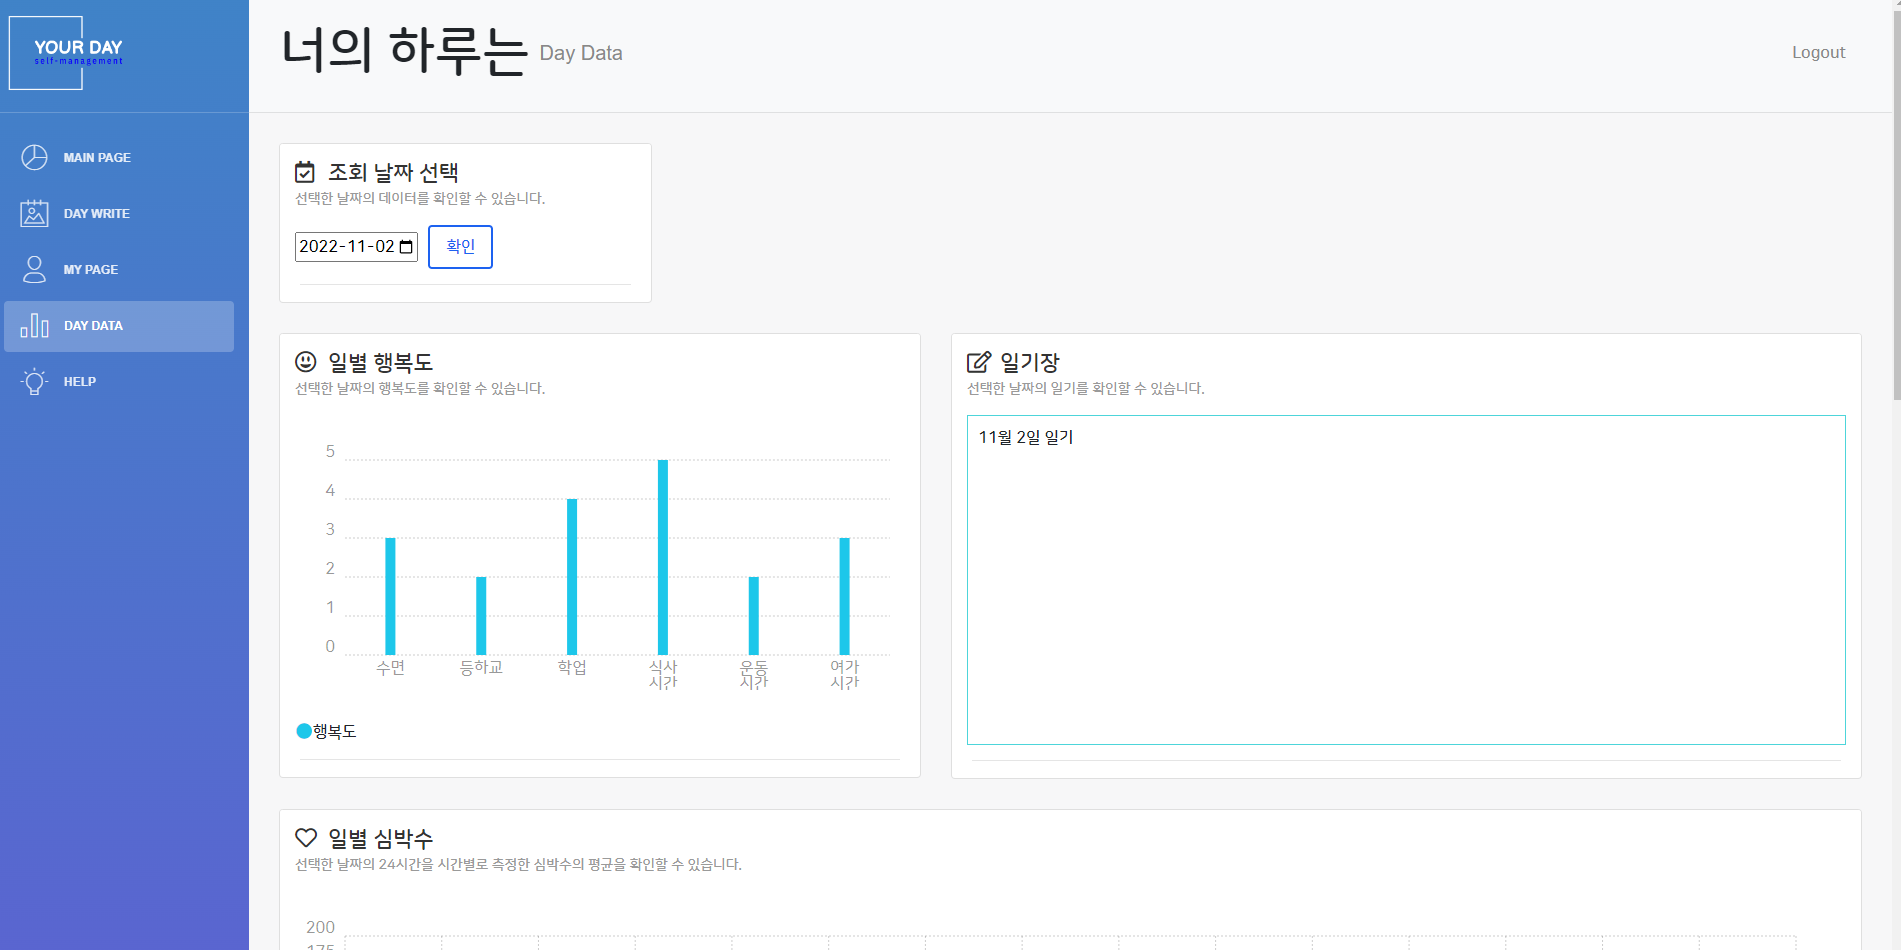 YOUR DAY
self-management
MAIN PAGE
DAY WRITE
MY PAGE
DAY DATA
HELP
너의 하루는 Day Data
Logout
조회 날짜 선택
선택한 날짜의 데이터를 확인할 수 있습니다.
2022-11-02 확인
일별 행복도
선택한 날짜의 행복도를 확인할 수 있습니다.
5
4
3
2
1
0
수면 등하교 학업 식사 운동 여가
시간 시간 시간
행복도
일기장
선택한 날짜의 일기를 확인할 수 있습니다.
11월 2일 일기
일별 심박수
선택한 날짜의 24시간을 시간별로 측정한 심박수의 평균을 확인할 수 있습니다.
200
175